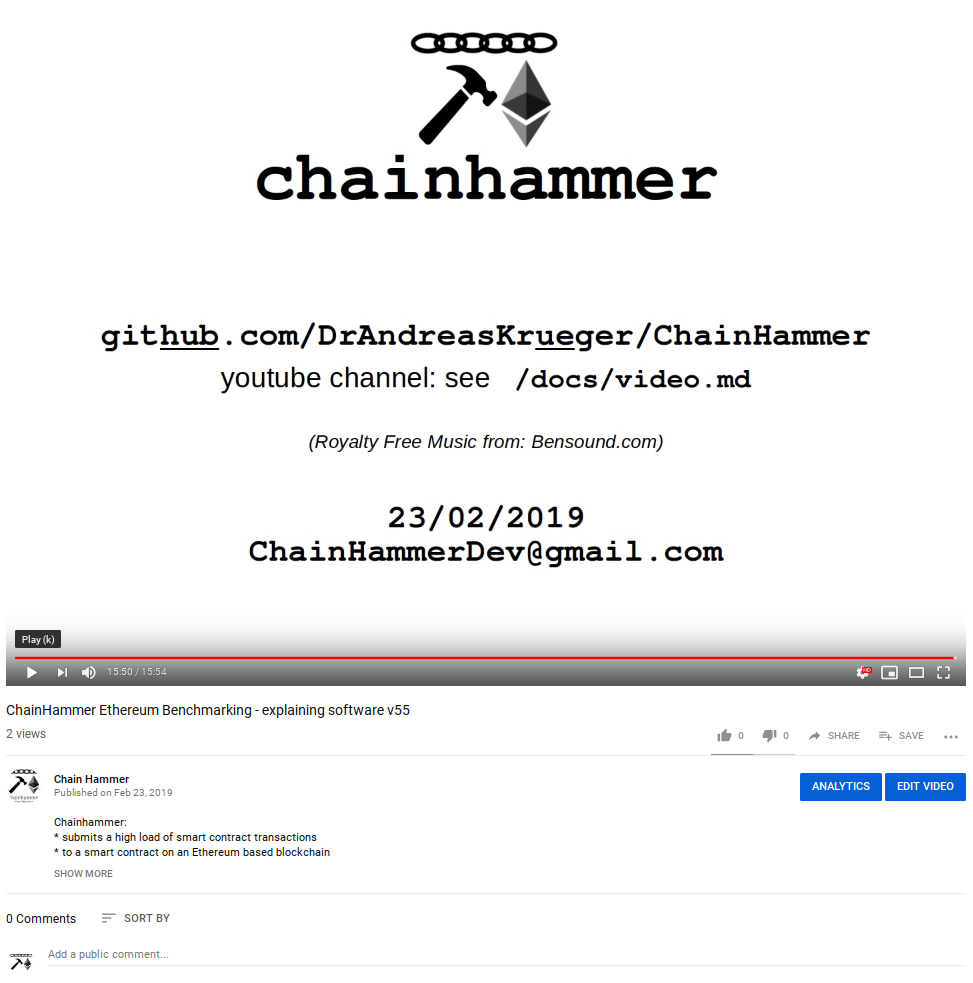 chainhammer
github.com/DrAndreasKrueger/ChainHammer
youtube channel: see /docs/video.md
(Royalty Free Music from: Bensound.com)
23/02/2019
ChainHammerDev@gmail.com
Play (k)
15:50 / 15:54
HD
ChainHammer Ethereum Benchmarking - explaining software v55
2 views
0 0 SHARE SAVE
Chain Hammer
Published on Feb 23, 2019
ANALYTICS EDIT VIDEO
Chainhammer:
* submits a high load of smart contract transactions
* to a smart contract on an Ethereum based blockchain
SHOW MORE
0 Comments SORT BY
Add a public comment...